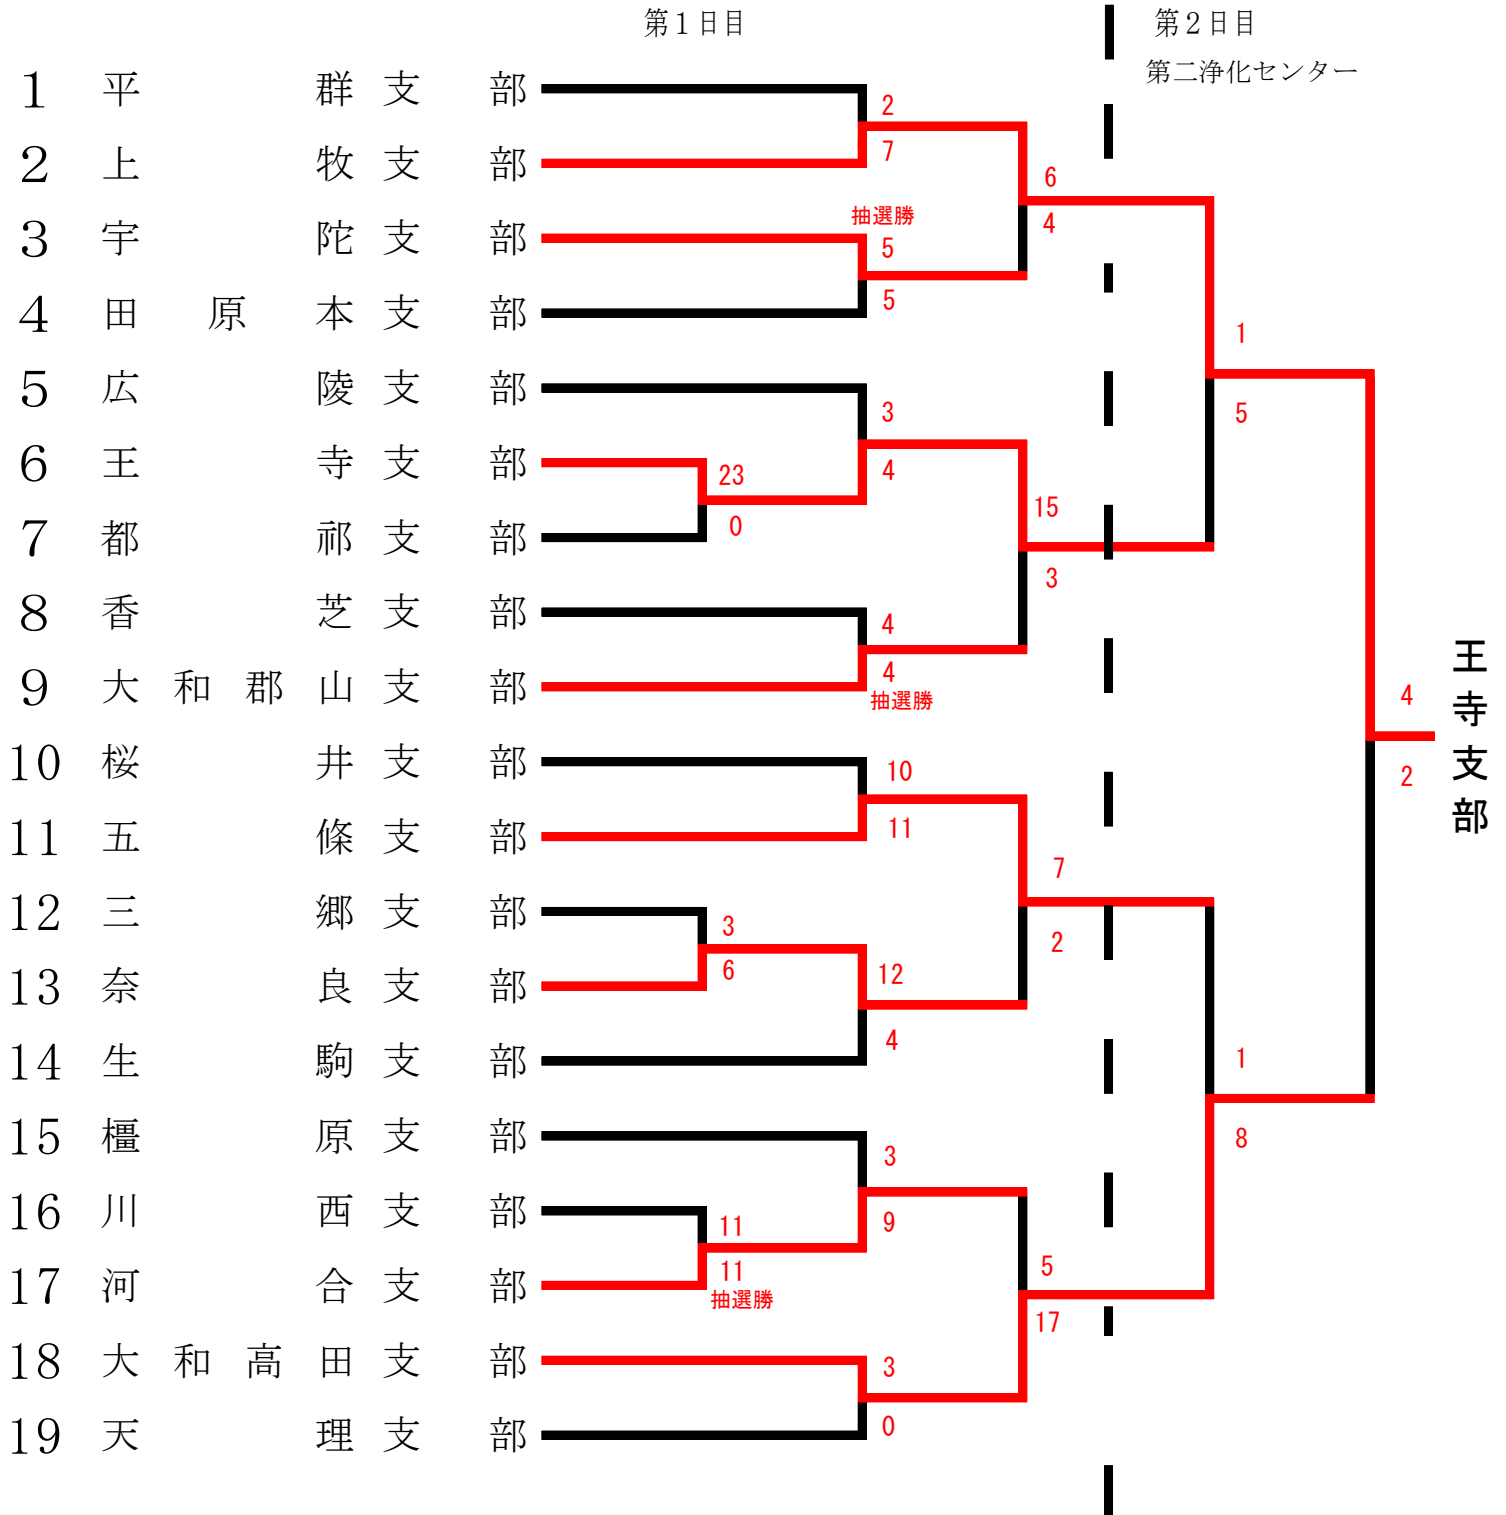 第1日目
第2日目
第二浄化センター
1 平群支部
2 上牧支部
3 宇陀支部
4 田原本支部
5 広陵支部
6 王寺支部
7 都祁支部
8 香芝支部
9 大和郡山支部
10 桜井支部
11 五條支部
12 三郷支部
13 奈良支部
14 生駒支部
15 橿原支部
16 川西支部
17 河合支部
18 大和高田支部
19 天理支部
2
7
抽選勝
5
5
3
4
23
0
4
4
抽選勝
10
11
3
6
12
4
3
9
11
11
抽選勝
3
0
6
4
15
3
7
2
5
17
1
5
1
8
4
2
王寺支部